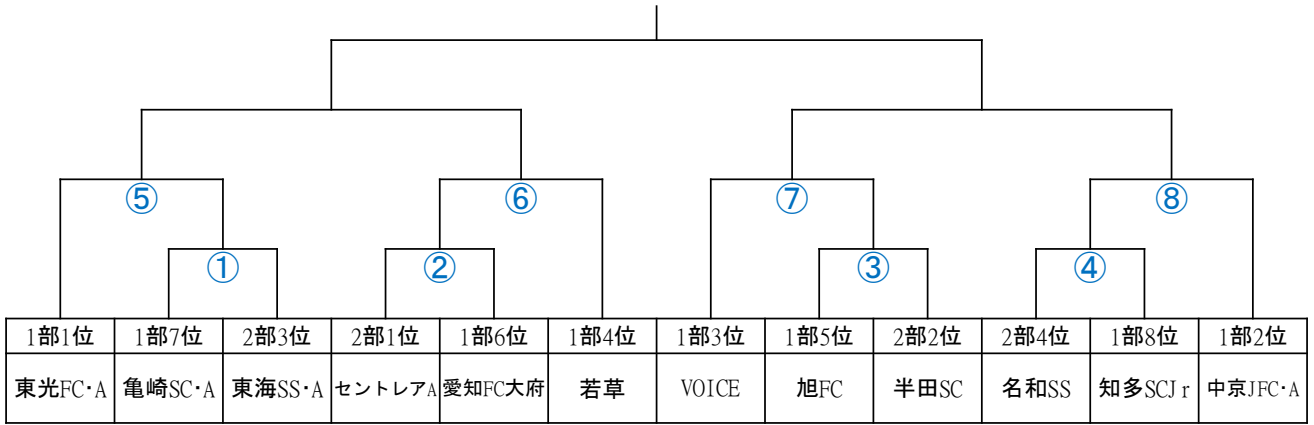 ⑤ ⑥ ⑦ ⑧
① ② ③ ④
1部1位 1部7位 2部3位 2部1位 1部6位 1部4位 1部3位 1部5位 2部2位 2部4位 1部8位 1部2位
東光FC・A 亀崎SC・A 東海SS・A セントレアA 愛知FC大府 若草 VOICE 旭FC 半田SC 名和SS 知多SCJr 中京JFC・A